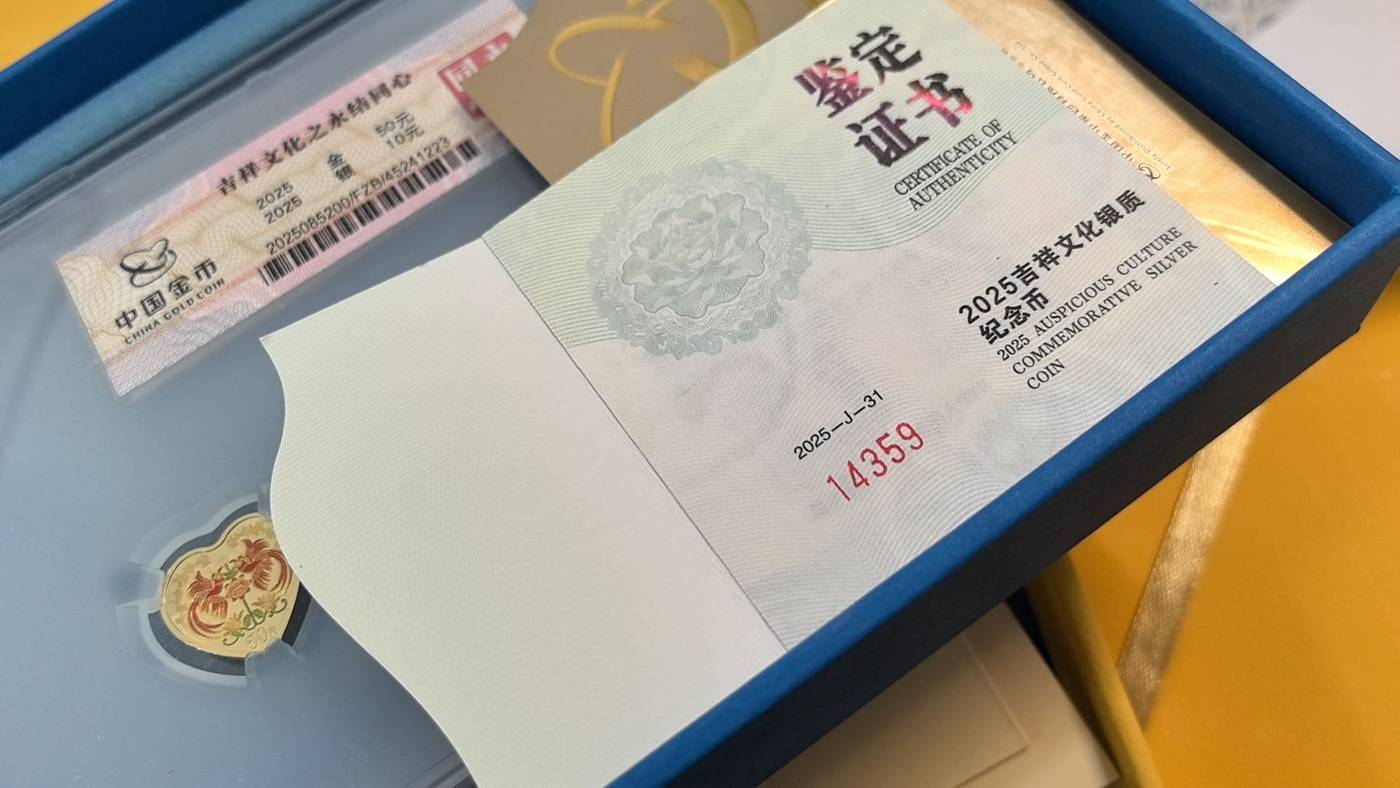 吉祥文化之永结同心
2025 金 50元
2025 银 10元
2025085200/FZB/45241223
中国金币
CHINA GOLD COIN
鉴定
证书
CERTIFICATE OF
AUTHENTICITY
2025吉祥文化银质
纪念币
2025 AUSPICIOUS CULTURE
COMMEMORATIVE SILVER
COIN
2025—J—31
14359
50元